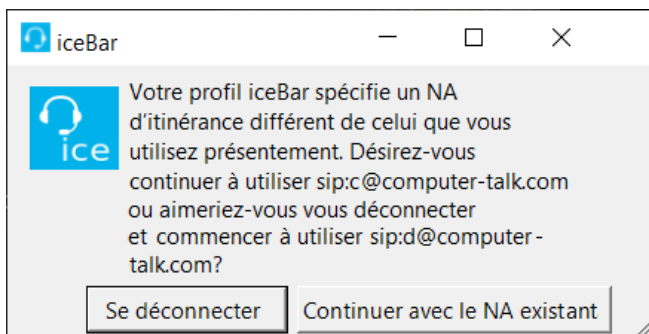 iceBar
Votre profil iceBar spécifie un NA
d'itinérance différent de celui que vous
utilisez présentement. Désirez-vous
continuer à utiliser sip:c@computer-talk.com
ou aimeriez-vous vous déconnecter
et commencer à utiliser sip:d@computer-
talk.com?
ice
Se déconnecter
Continuer avec le NA existant